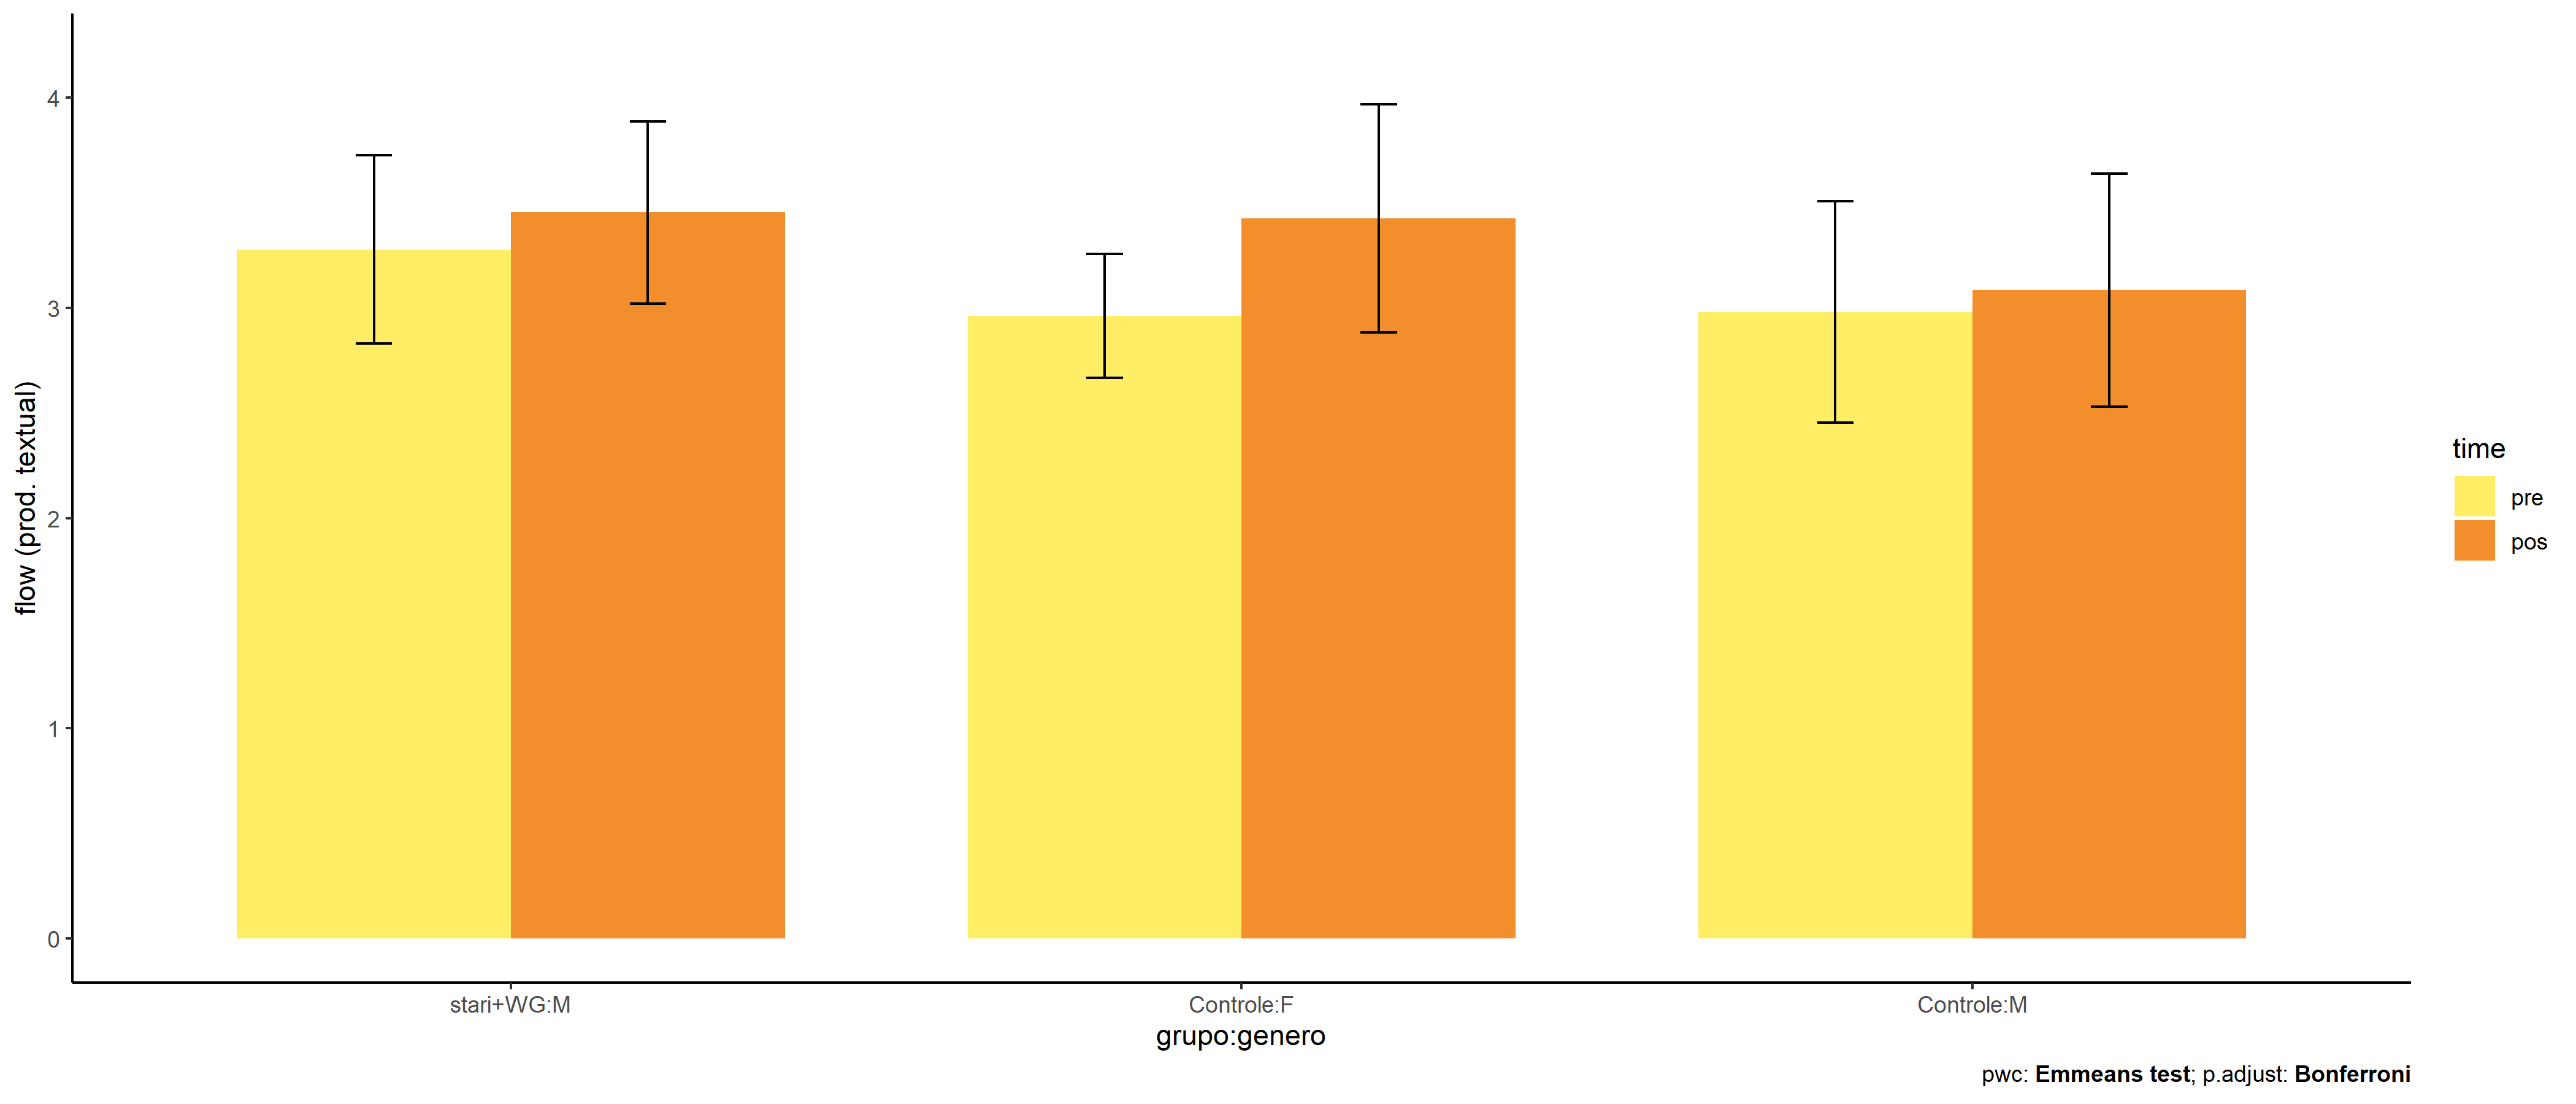 flow (prod. textual)
4
3
2
1
0
stari+WG:M
Controle:F
Controle:M
grupo:genero
time
pre
pos
pwc: Emmeans test; p.adjust: Bonferroni